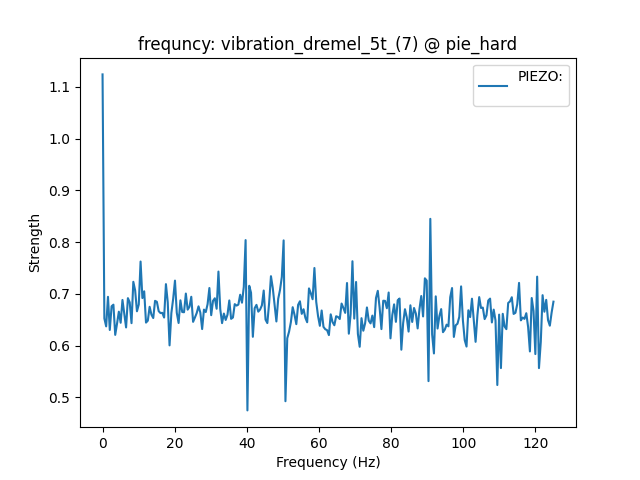 frequncy: vibration_dremel_5t_(7) @ pie_hard
PIEZO:
Strength
1.1
1.0
0.9
0.8
0.7
0.6
0.5
0 20 40 60 80 100 120
Frequency (Hz)